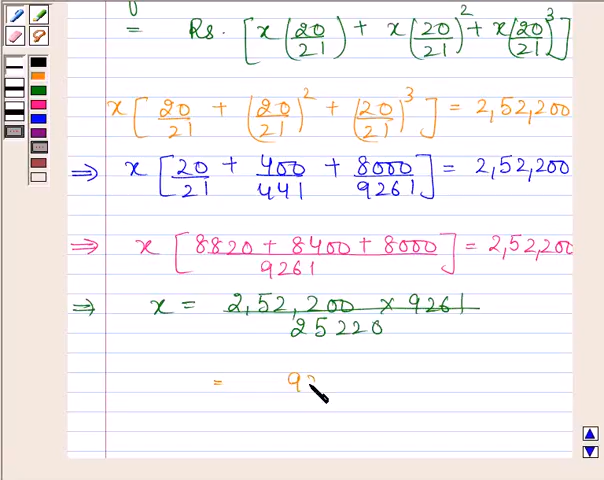 = Rs. [x(20/21) + x(20/21)² + x(20/21)³]
x[20/21 + (20/21)² + (20/21)³] = 2,52,200
⇒ x[20/21 + 400/441 + 8000/9261] = 2,52,200
⇒ x[8820 + 8400 + 8000/9261] = 2,52,200
⇒ x = 2,52,200 × 9261/25220
= 9